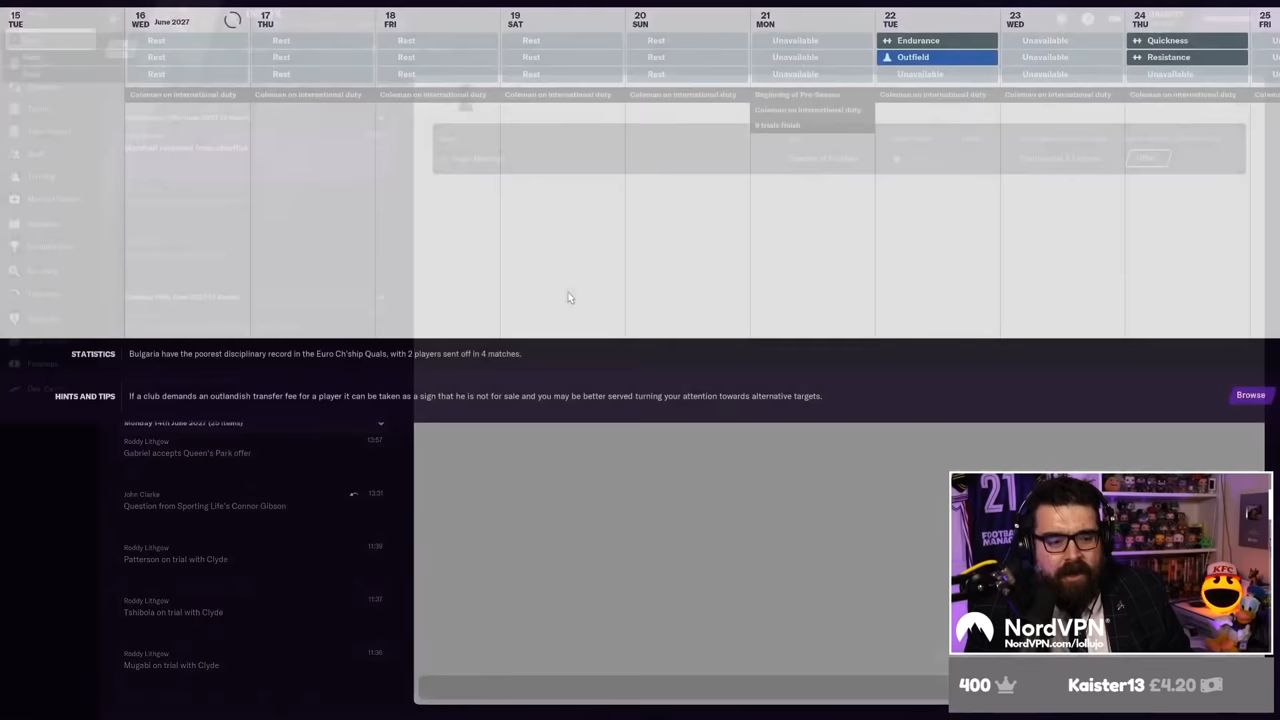 15 TUE
16 WED June 2027
17 THU
18 FRI
19 SAT
20 SUN
21 MON
22 TUE
23 WED
24 THU
25 FRI
Rest Rest Rest Rest Rest Unavailable Endurance Unavailable Quickness
Rest Rest Rest Rest Rest Unavailable Outfield Unavailable Resistance
Rest Rest Rest Rest Rest Unavailable Unavailable Unavailable Unavailable
Coleman on international duty Coleman on international duty Coleman on international duty Coleman on international duty Coleman on international duty Beginning of Pre-Season Coleman on international duty Coleman on international duty Coleman on international duty
Coleman on international duty
9 trials finish
STATISTICS Bulgaria have the poorest disciplinary record in the Euro Ch'ship Quals, with 2 players sent off in 4 matches.
HINTS AND TIPS If a club demands an outlandish transfer fee for a player it can be taken as a sign that he is not for sale and you may be better served turning your attention towards alternative targets.
Browse
Monday 14th June 2027 (25 items)
Roddy Lithgow 13:57
Gabriel accepts Queen's Park offer
John Clarke 13:31
Question from Sporting Life's Connor Gibson
Roddy Lithgow 11:39
Patterson on trial with Clyde
Roddy Lithgow 11:37
Tshibola on trial with Clyde
Roddy Lithgow 11:36
Mugabi on trial with Clyde
21
KFC
NordVPN®
NordVPN.com/lollujo
400 Kaister13 £4.20